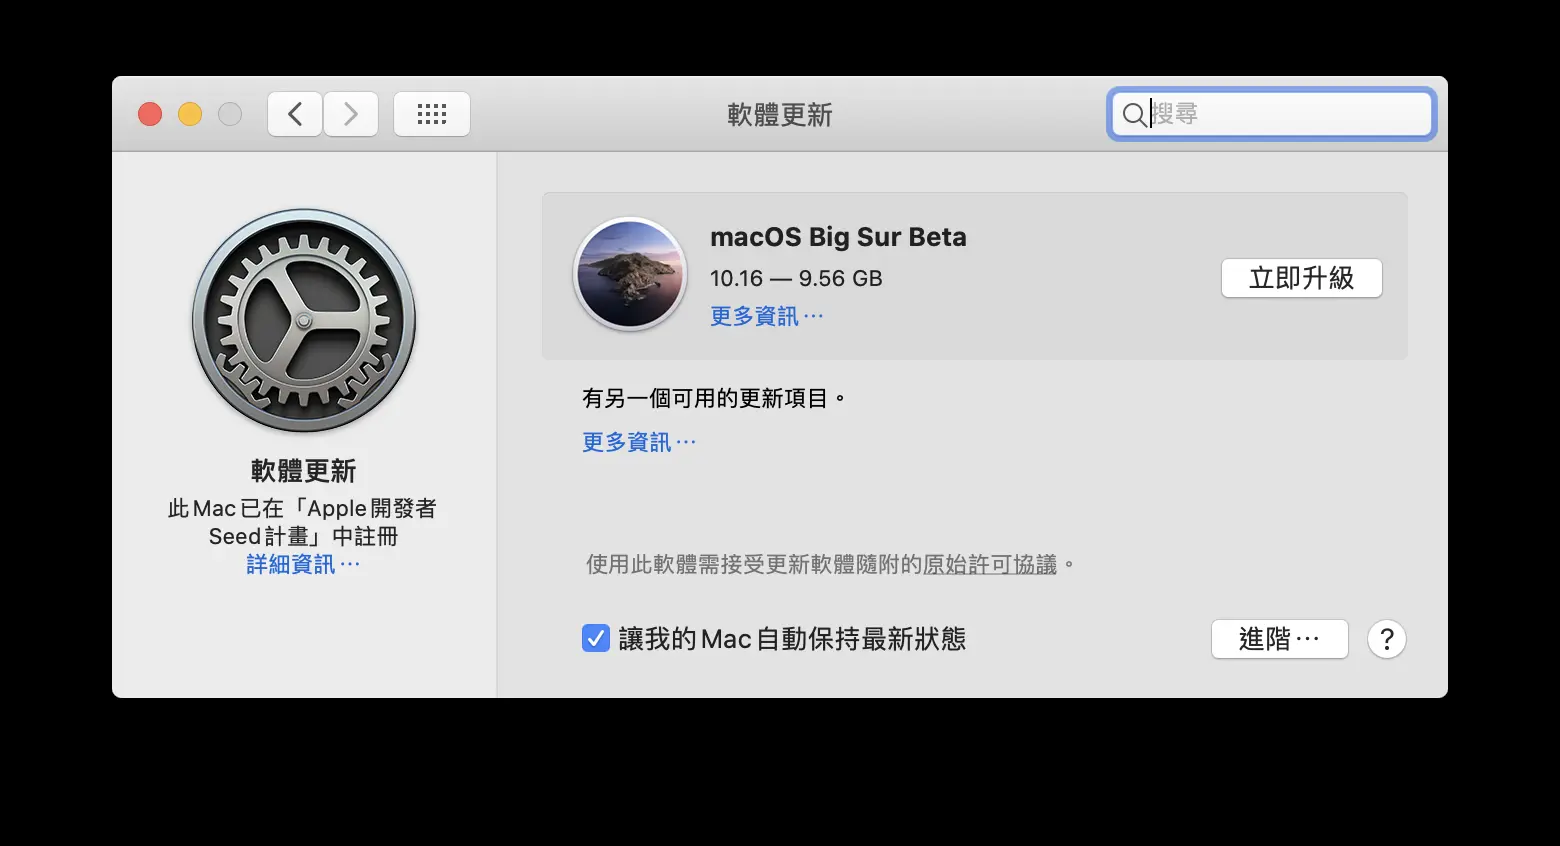 軟體更新
搜尋
軟體更新
此Mac已在「Apple開發者
Seed計畫」中註冊
詳細資訊⋯
macOS Big Sur Beta
10.16 — 9.56 GB
更多資訊⋯
立即升級
有另一個可用的更新項目。
更多資訊⋯
使用此軟體需接受更新軟體隨附的原始許可協議。
讓我的Mac自動保持最新狀態
進階⋯
?